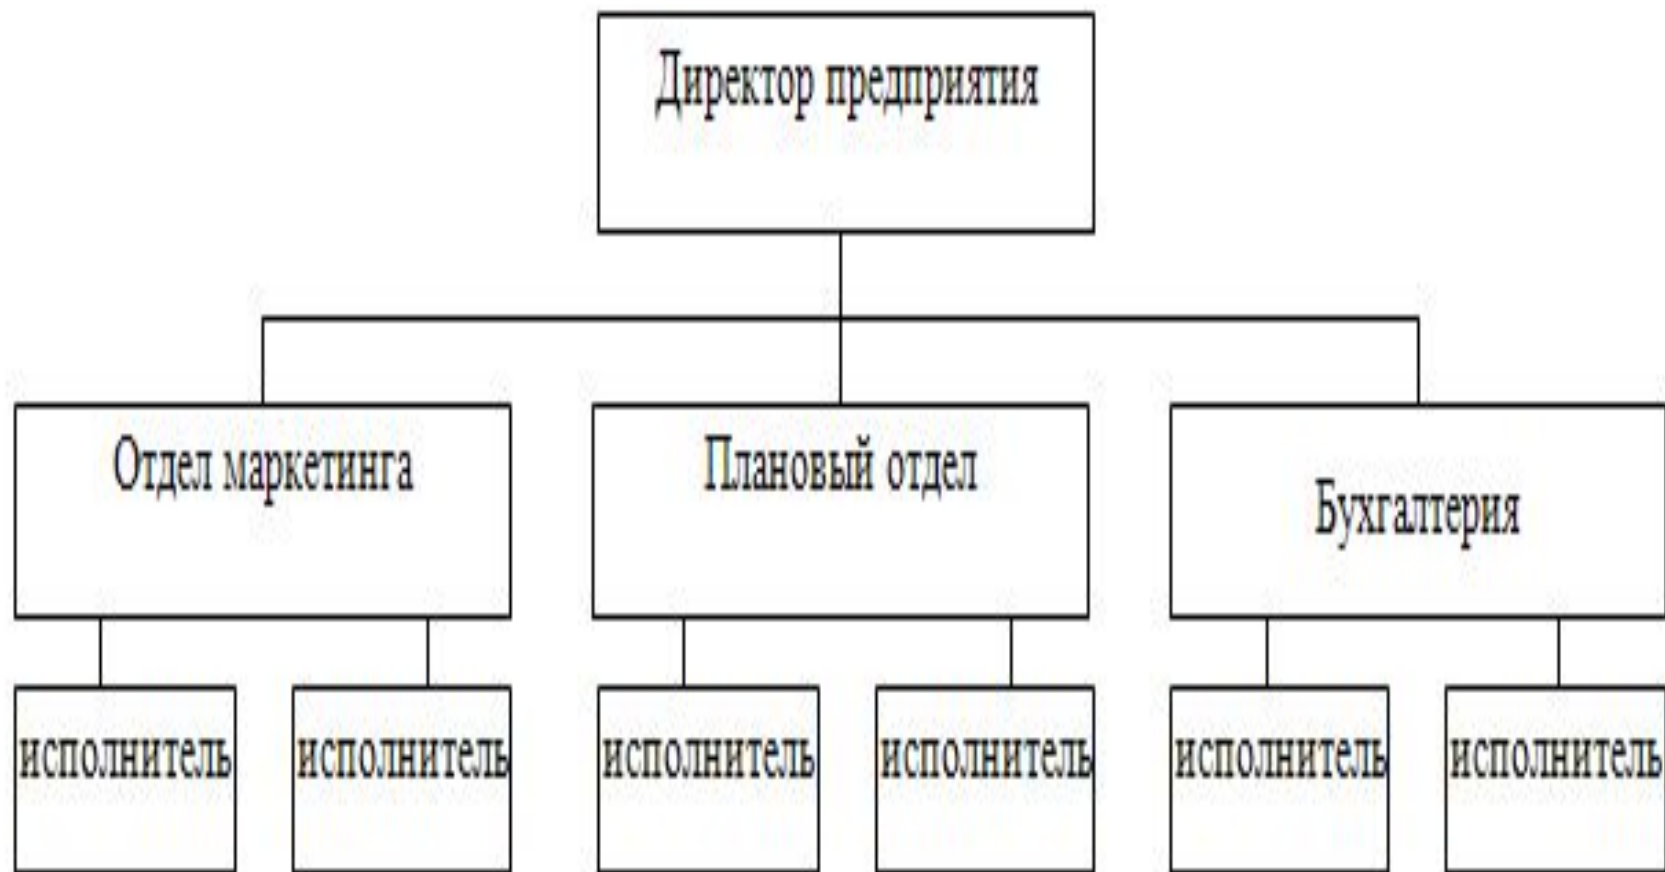 Директор предприятия
Отдел маркетинга
Плановый отдел
Бухгалтерия
исполнитель
исполнитель
исполнитель
исполнитель
исполнитель
исполнитель